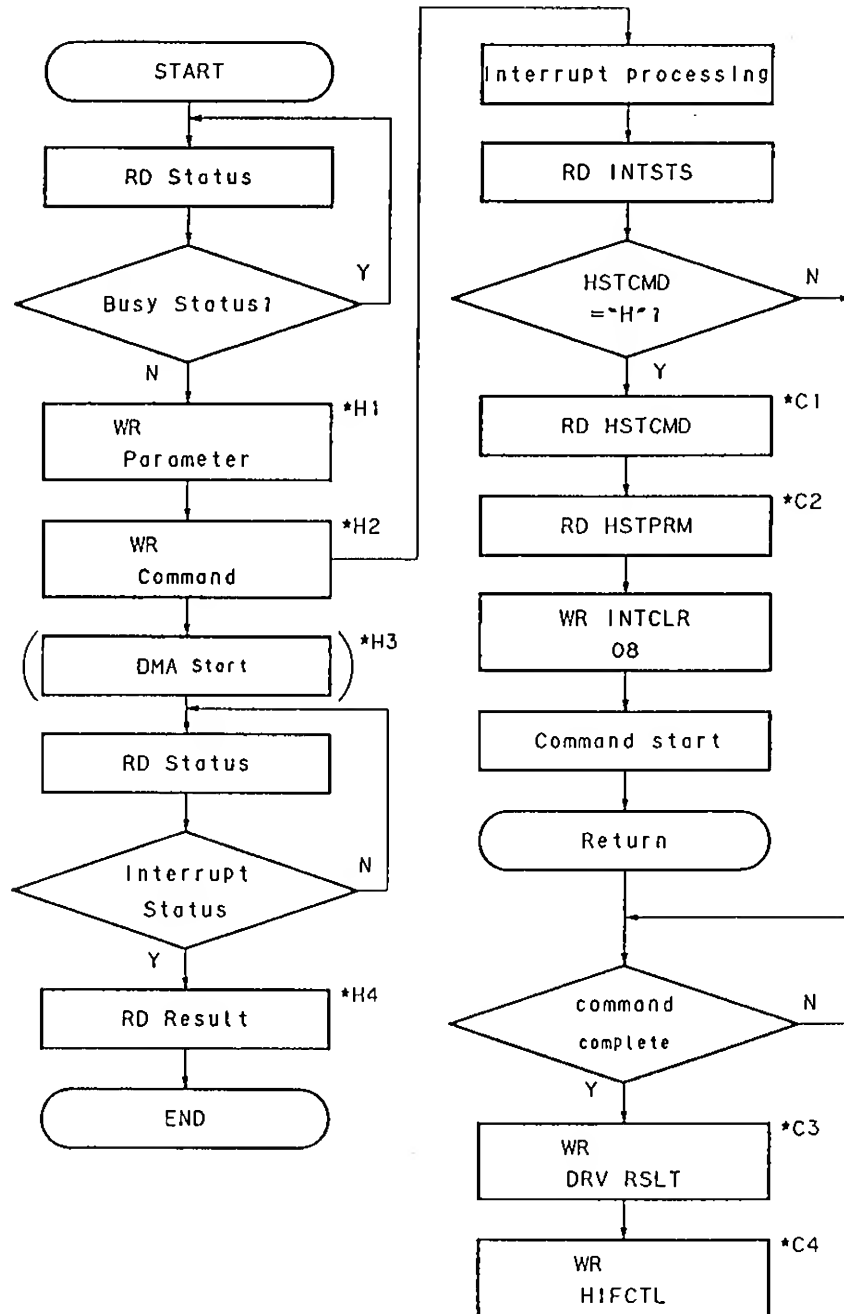 START
RD Status
Busy Status?
Y
N
WR
Parameter
*H1
WR
Command
*H2
DMA Start
*H3
RD Status
Interrupt
Status
N
Y
RD Result
*H4
END
Interrupt processing
RD INTSTS
HSTCMD
="H"?
N
Y
RD HSTCMD
*C1
RD HSTPRM
*C2
WR INTCLR
08
Command start
Return
command
complete
N
Y
WR
DRV RSLT
*C3
WR
HIFCTL
*C4